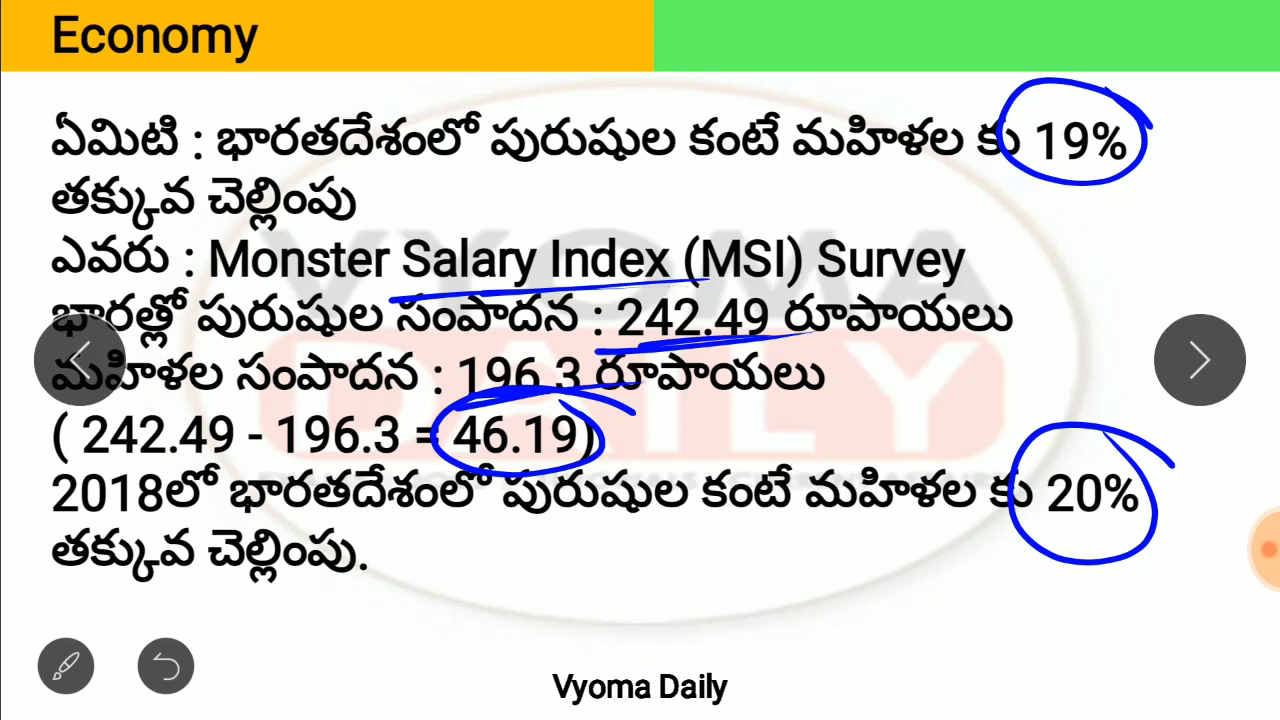 Economy
ఏమిటి : భారతదేశంలో పురుషుల కంటే మహిళల కు 19%
తక్కువ చెల్లింపు
ఎవరు : Monster Salary Index (MSI) Survey
భారత్లో పురుషుల సంపాదన : 242.49 రూపాయలు
మహిళల సంపాదన : 196.3 రూపాయలు
( 242.49 - 196.3 = 46.19)
2018లో భారతదేశంలో పురుషుల కంటే మహిళల కు 20%
తక్కువ చెల్లింపు.
VYOMA
DAILY
Vyoma Daily